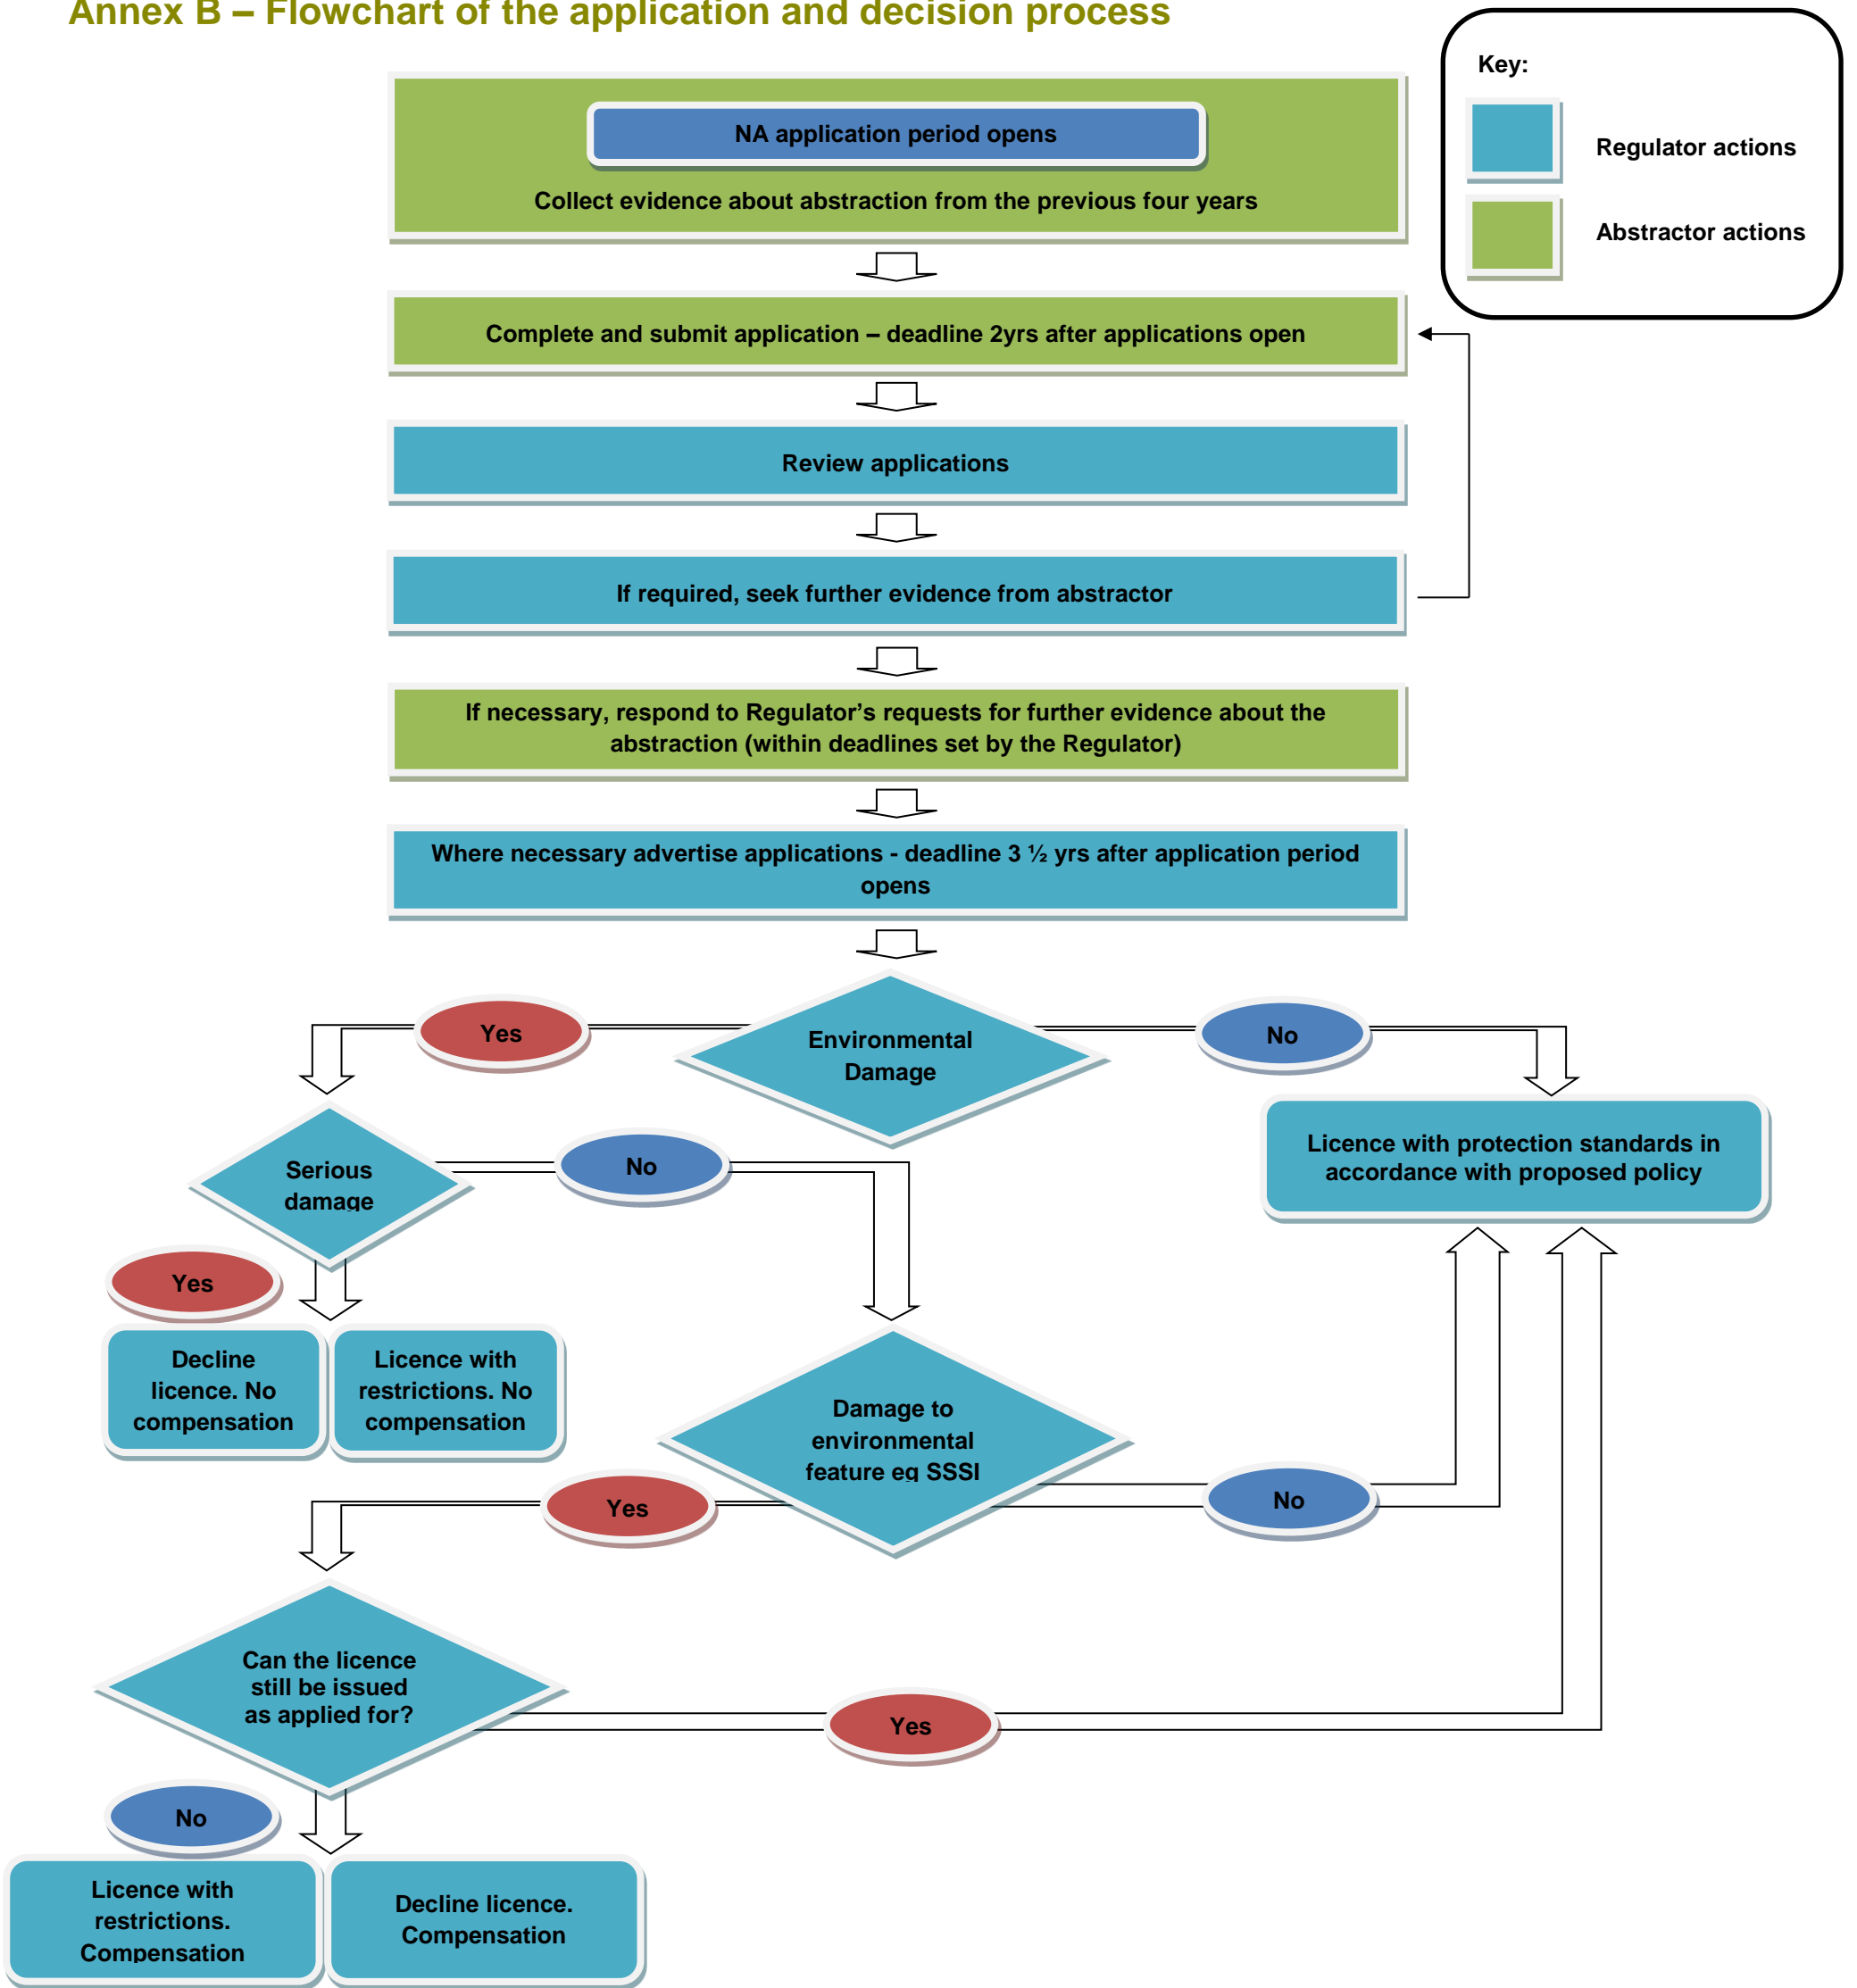 Annex B – Flowchart of the application and decision process
Key:
Regulator actions
Abstractor actions
NA application period opens
Collect evidence about abstraction from the previous four years
Complete and submit application – deadline 2yrs after applications open
Review applications
If required, seek further evidence from abstractor
If necessary, respond to Regulator’s requests for further evidence about the
abstraction (within deadlines set by the Regulator)
Where necessary advertise applications - deadline 3 ½ yrs after application period
opens
Environmental
Damage
Yes
No
Licence with protection standards in
accordance with proposed policy
Serious
damage
No
Yes
Decline
licence. No
compensation
Licence with
restrictions. No
compensation
Damage to
environmental
feature eg SSSI
Yes
No
Can the licence
still be issued
as applied for?
Yes
No
Licence with
restrictions.
Compensation
Decline licence.
Compensation